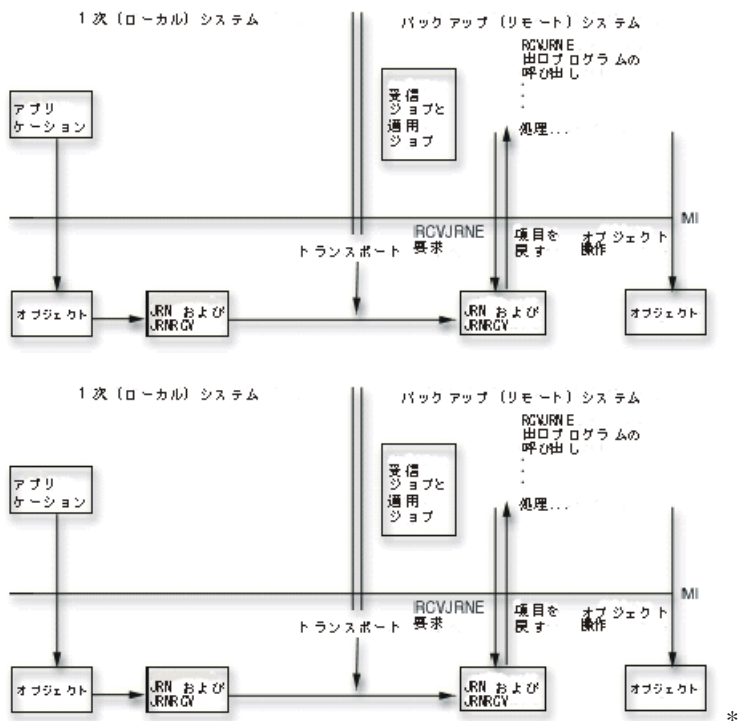 1次 (ローカル) システム
バックアップ (リモート) システム
RCVJRNE
出口プログラムの
呼び出し
.
.
.
処理...
アプリ
ケーション
受信
ジョブと
適用
ジョブ
MI
トランスポート
RCVJRNE
要求
項目を
戻す
オブジェクト
操作
オブジェクト
JRN および
JRNRCV
JRN および
JRNRCV
オブジェクト
1次 (ローカル) システム
バックアップ (リモート) システム
RCVJRNE
出口プログラムの
呼び出し
.
.
.
処理...
アプリ
ケーション
受信
ジョブと
適用
ジョブ
MI
トランスポート
RCVJRNE
要求
項目を
戻す
オブジェクト
操作
オブジェクト
JRN および
JRNRCV
JRN および
JRNRCV
オブジェクト
*